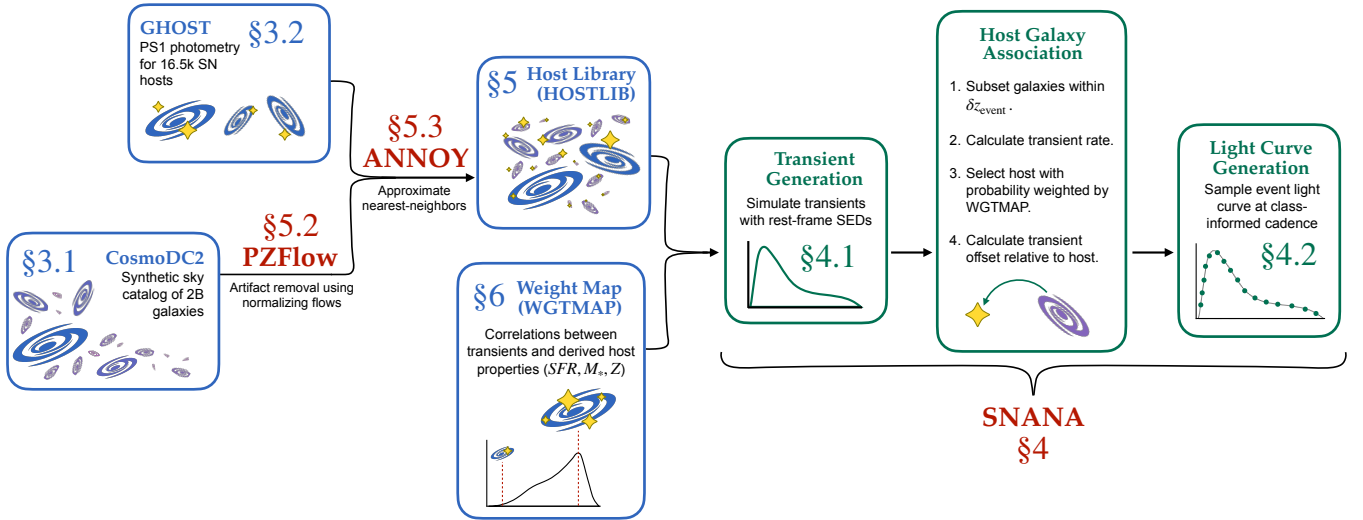 GHOST
§3.2
PS1 photometry
for 16.5k SN
hosts
§3.1
CosmoDC2
Synthetic sky
catalog of 2B
galaxies
§5.2
PZFlow
Artifact removal using
normalizing flows
§5.3
ANNOY
Approximate
nearest-neighbors
§5
Host Library
(HOSTLIB)
§6
Weight Map
(WGTMAP)
Correlations between
transients and derived host
properties (SFR, M*, Z)
Transient
Generation
Simulate transients
with rest-frame SEDs
§4.1
Host Galaxy
Association
1. Subset galaxies within
δz_event .
2. Calculate transient rate.
3. Select host with
probability weighted by
WGTMAP.
4. Calculate transient
offset relative to host.
Light Curve
Generation
Sample event light
curve at class-
informed cadence
§4.2
SNANA
§4